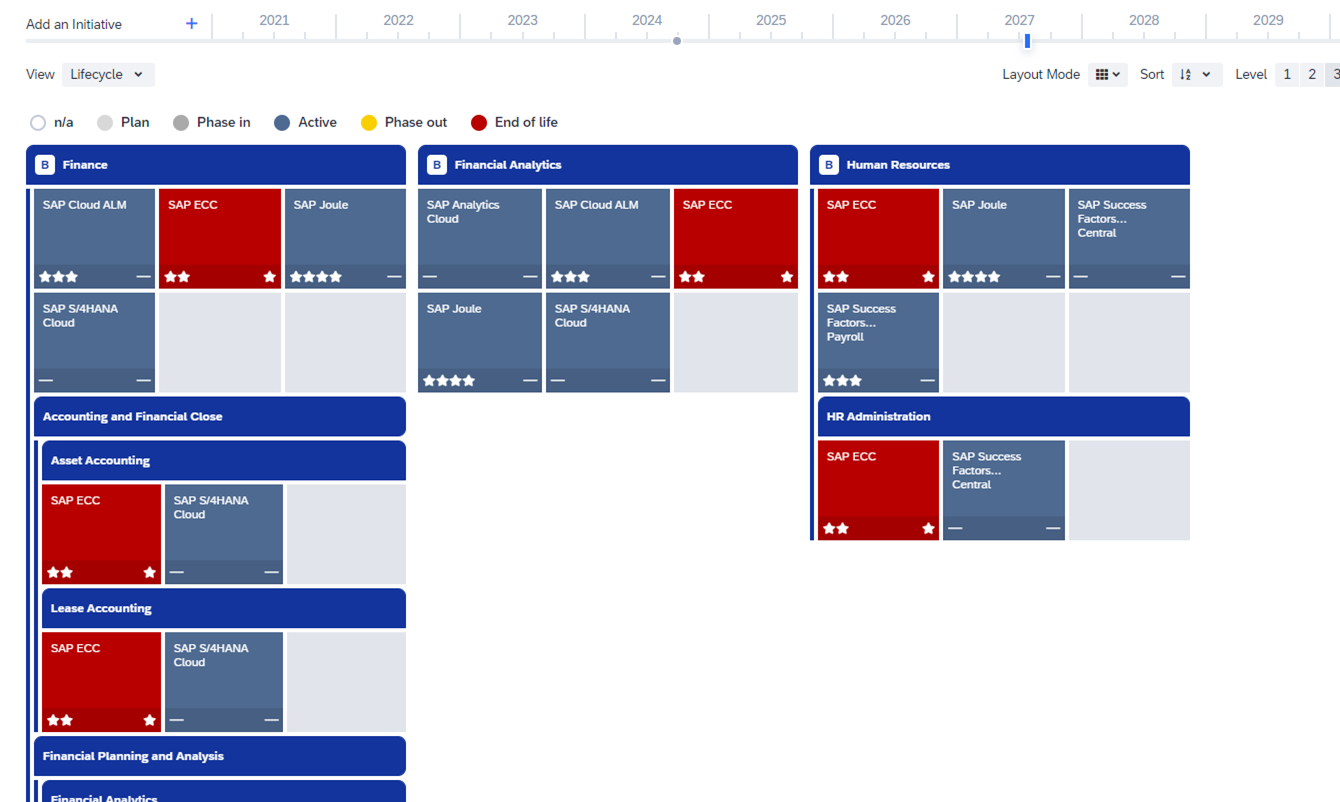 Add an Initiative + 2021 2022 2023 2024 2025 2026 2027 2028 2029
View Lifecycle Layout Mode Sort Level 1 2 3
n/a Plan Phase in Active Phase out End of life
B Finance
SAP Cloud ALM
SAP ECC
SAP Joule
SAP S/4HANA
Cloud
Accounting and Financial Close
Asset Accounting
SAP ECC
SAP S/4HANA
Cloud
Lease Accounting
SAP ECC
SAP S/4HANA
Cloud
Financial Planning and Analysis
Financial Analytics
B Financial Analytics
SAP Analytics
Cloud
SAP Cloud ALM
SAP ECC
SAP Joule
SAP S/4HANA
Cloud
B Human Resources
SAP ECC
SAP Joule
SAP Success
Factors...
Central
SAP Success
Factors...
Payroll
HR Administration
SAP ECC
SAP Success
Factors...
Central